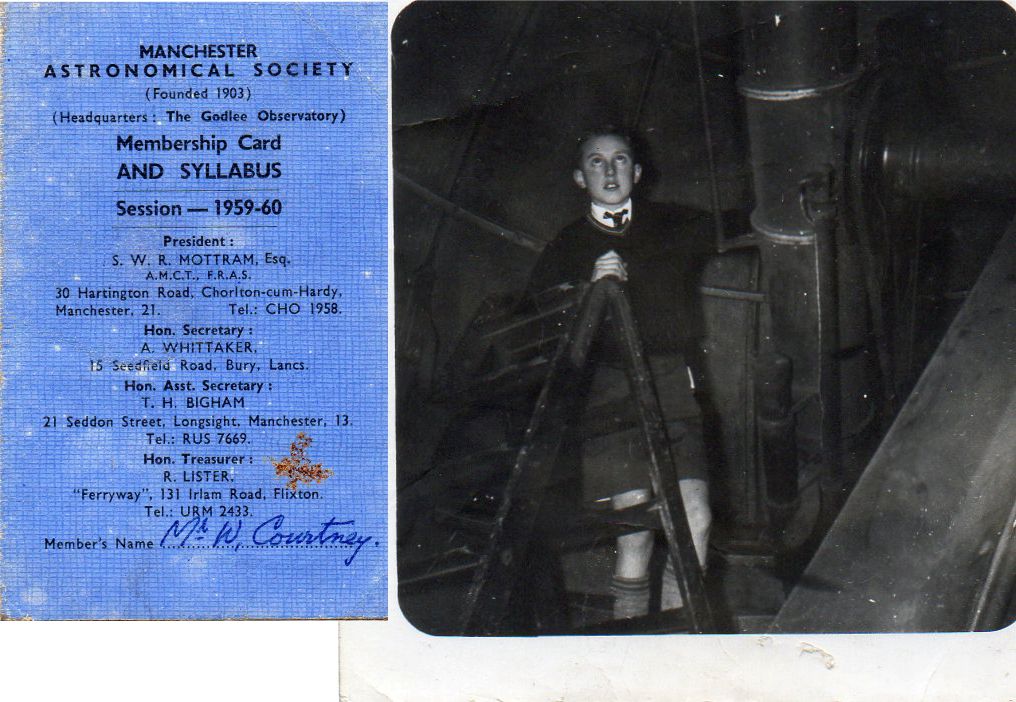 MANCHESTER
ASTRONOMICAL SOCIETY
(Founded 1903)
(Headquarters: The Godlee Observatory)
Membership Card
AND SYLLABUS
Session — 1959-60
President:
S. W. R. MOTTRAM, Esq.
A.M.C.T., F.R.A.S.
30 Hartington Road, Chorlton-cum-Hardy,
Manchester, 21. Tel.: CHO 1958.
Hon. Secretary:
A. WHITTAKER,
15 Seedfield Road, Bury, Lancs.
Hon. Asst. Secretary:
T. H. BIGHAM
21 Seddon Street, Longsight, Manchester, 13.
Tel.: RUS 7669.
Hon. Treasurer:
R. LISTER,
"Ferryway", 131 Irlam Road, Flixton.
Tel.: URM 2433.
Member's Name Mr W. Courtney.